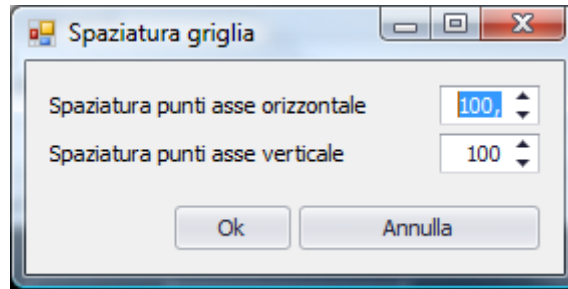 Spaziatura griglia
Spaziatura punti asse orizzontale 100,
Spaziatura punti asse verticale 100
Ok Annulla